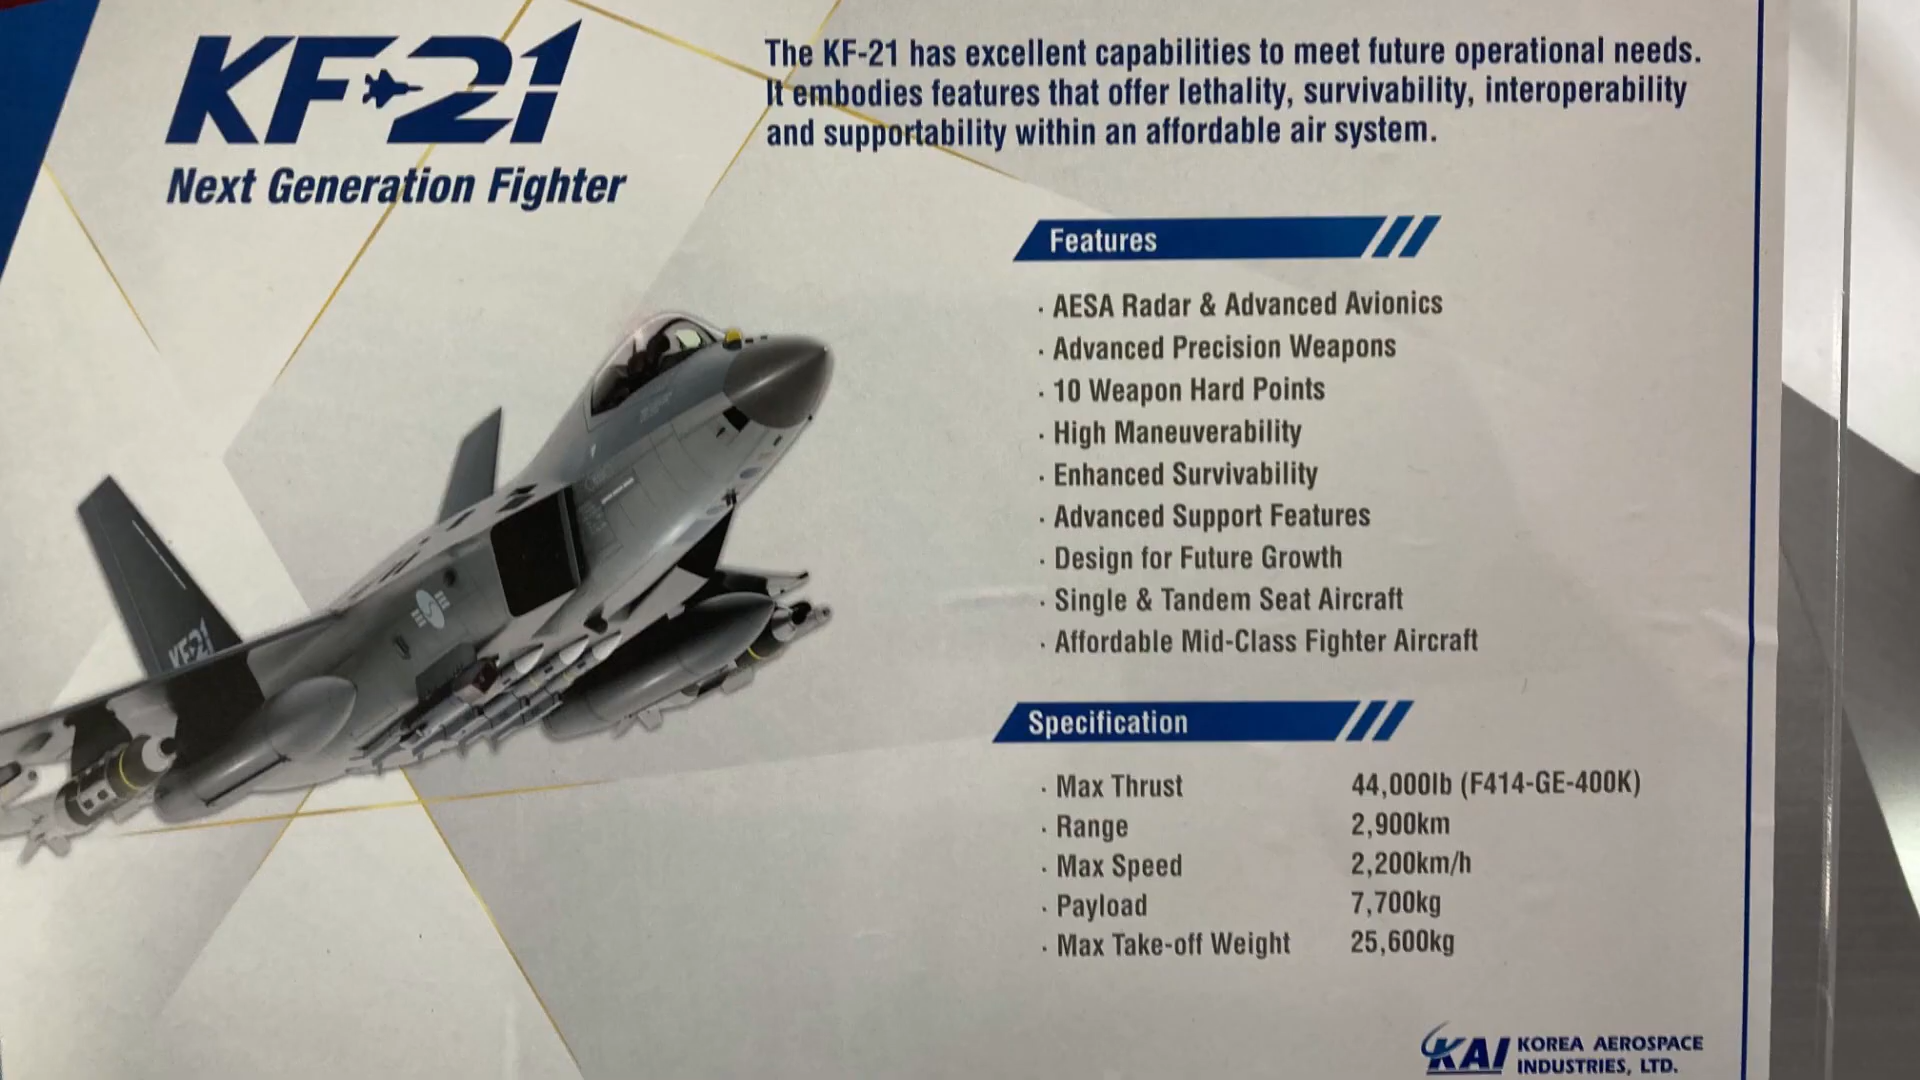 KF-21
Next Generation Fighter
The KF-21 has excellent capabilities to meet future operational needs.
It embodies features that offer lethality, survivability, interoperability
and supportability within an affordable air system.
Features
· AESA Radar & Advanced Avionics
· Advanced Precision Weapons
· 10 Weapon Hard Points
· High Maneuverability
· Enhanced Survivability
· Advanced Support Features
· Design for Future Growth
· Single & Tandem Seat Aircraft
· Affordable Mid-Class Fighter Aircraft
KF-21
Specification
· Max Thrust 44,000lb (F414-GE-400K)
· Range 2,900km
· Max Speed 2,200km/h
· Payload 7,700kg
· Max Take-off Weight 25,600kg
KAI KOREA AEROSPACE
INDUSTRIES, LTD.